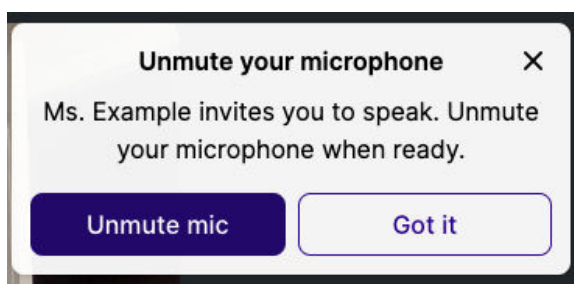 Unmute your microphone
Ms. Example invites you to speak. Unmute
your microphone when ready.
Unmute mic
Got it